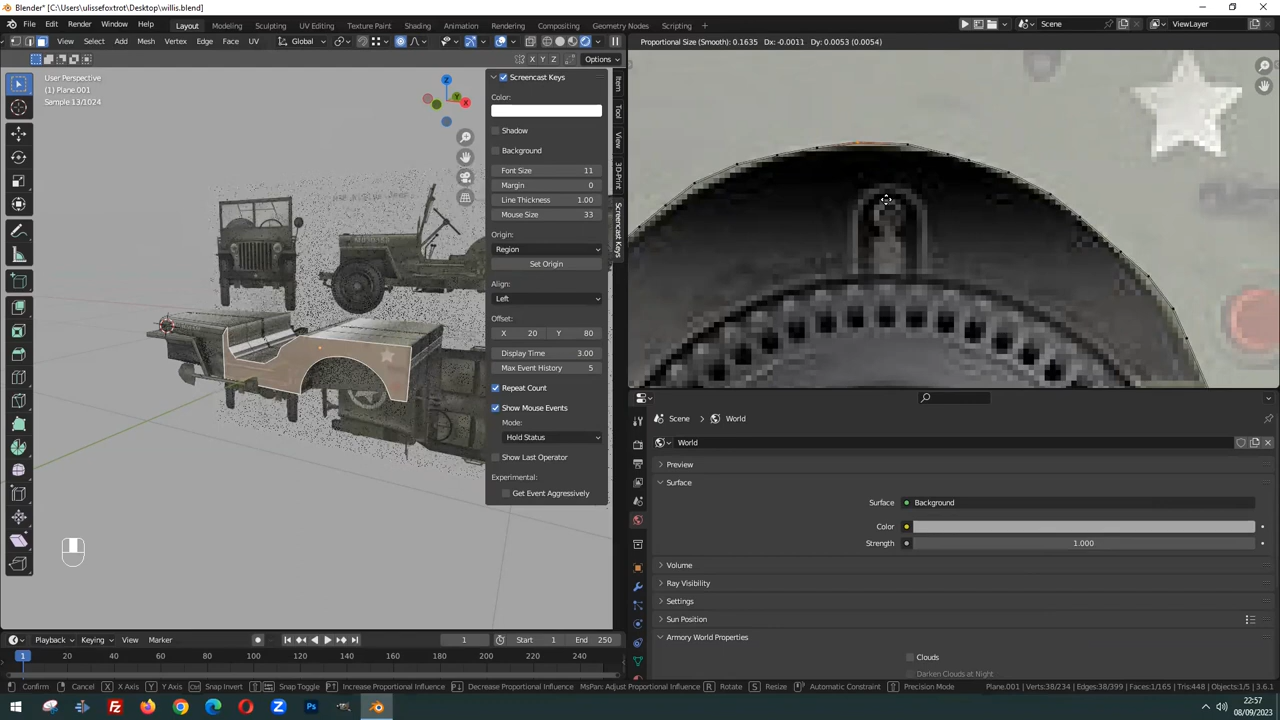 Blender* [C:\Users\ulissefoxtrot\Desktop\willis.blend]
File Edit Render Window Help Layout Modeling Sculpting UV Editing Texture Paint Shading Animation Rendering Compositing Geometry Nodes Scripting Scene ViewLayer
View Select Add Mesh Vertex Edge Face UV Global
Proportional Size (Smooth): 0.1635 Dx: -0.0011 Dy: 0.0053 (0.0054)
X Y Z Options
User Perspective
(1) Plane.001
Sample 13/1024
Z
Y
X
Screencast Keys
Color:
Shadow
Background
Font Size 11
Margin 0
Line Thickness 1.00
Mouse Size 33
Origin:
Region
Set Origin
Align:
Left
Offset:
X 20 Y 80
Display Time 3.00
Max Event History 5
Repeat Count
Show Mouse Events
Mode:
Hold Status
Show Last Operator
Experimental:
Get Event Aggressively
Item
Tool
View
3D-Print
Screencast Keys
Scene World
World
Preview
Surface
Surface Background
Color
Strength 1.000
Volume
Ray Visibility
Settings
Sun Position
Armory World Properties
Clouds
Darken Clouds at Night
Playback Keying View Marker 1 Start 1 End 250
1 20 40 60 80 100 120 140 160 180 200 220 240
Confirm Cancel X X Axis Y Y Axis Ctrl Snap Invert Snap Toggle Increase Proportional Influence Decrease Proportional Influence MsPan: Adjust Proportional Influence R Rotate S Resize Automatic Constraint Precision Mode Plane.001 | Verts:38/234 | Edges:38/399 | Faces:1/165 | Tris:448 | Objects:1/5 | 3.6.1
22:57
08/09/2023